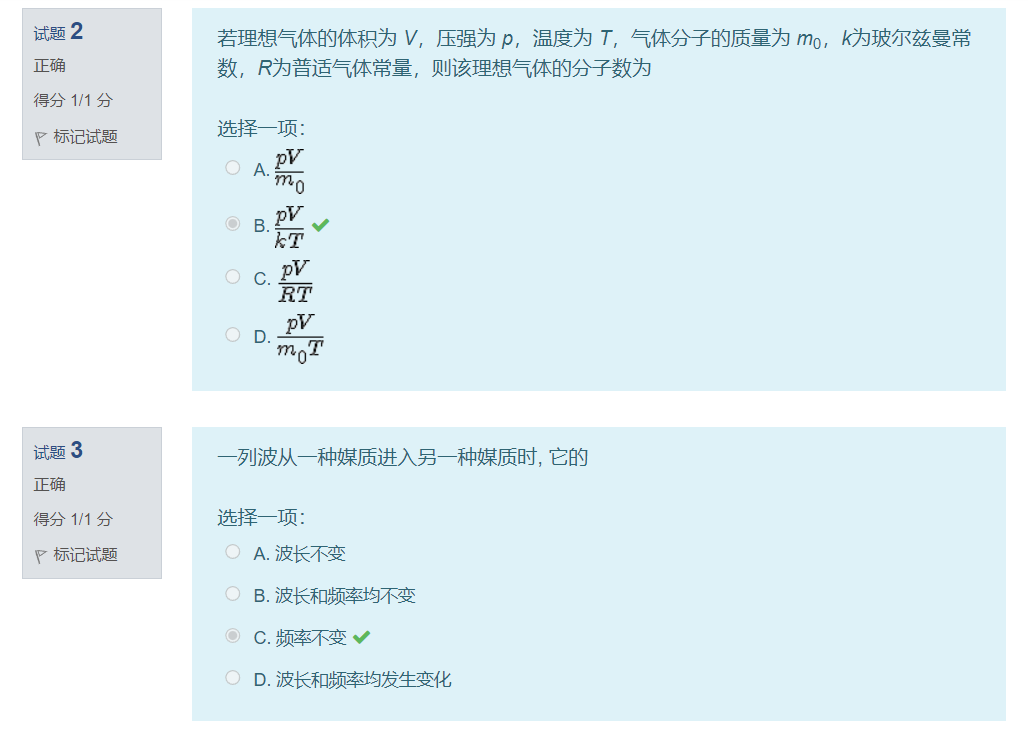 试题 2
正确
得分 1/1 分
标记试题
若理想气体的体积为 V，压强为 p，温度为 T，气体分子的质量为 m₀，k为玻尔兹曼常
数，R为普适气体常量，则该理想气体的分子数为
选择一项：
A. pV/m₀
B. pV/kT
C. pV/RT
D. pV/m₀T
试题 3
正确
得分 1/1 分
标记试题
一列波从一种媒质进入另一种媒质时, 它的
选择一项：
A. 波长不变
B. 波长和频率均不变
C. 频率不变
D. 波长和频率均发生变化